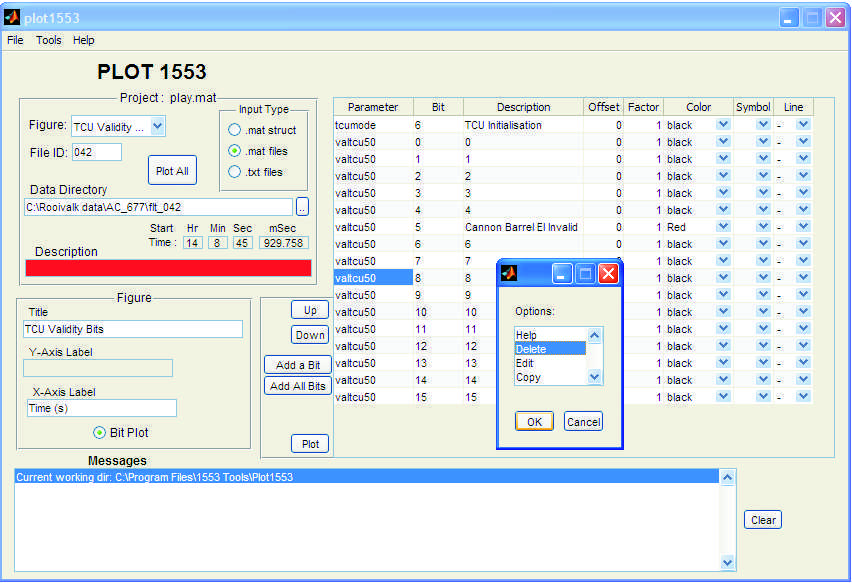 plot1553
File Tools Help
PLOT 1553
Project : play.mat
Figure: TCU Validity ...
File ID: 042
Plot All
Input Type
.mat struct
.mat files
.txt files
Data Directory
C:\Rooivalk data\AC_677\flt_042 ..
Start Hr Min Sec mSec
Time : 14 8 45 929.758
Description
Figure
Title
TCU Validity Bits
Y-Axis Label
X-Axis Label
Time (s)
Bit Plot
Up
Down
Add a Bit
Add All Bits
Plot
Parameter Bit Description Offset Factor Color Symbol Line
tcumode 6 TCU Initialisation 0 1 black -
valtcu50 0 0 0 1 black -
valtcu50 1 1 0 1 black -
valtcu50 2 2 0 1 black -
valtcu50 3 3 0 1 black -
valtcu50 4 4 0 1 black -
valtcu50 5 Cannon Barrel El Invalid 0 1 Red -
valtcu50 6 6 0 1 black -
valtcu50 7 7 0 1 black -
valtcu50 8 8 1 black -
valtcu50 9 9 1 black -
valtcu50 10 10 1 black -
valtcu50 11 11 1 black -
valtcu50 12 12 1 black -
valtcu50 13 13 1 black -
valtcu50 14 14 1 black -
valtcu50 15 15 1 black -
Options:
Help
Delete
Edit
Copy
OK Cancel
Messages
Current working dir: C:\Program Files\1553 Tools\Plot1553
Clear